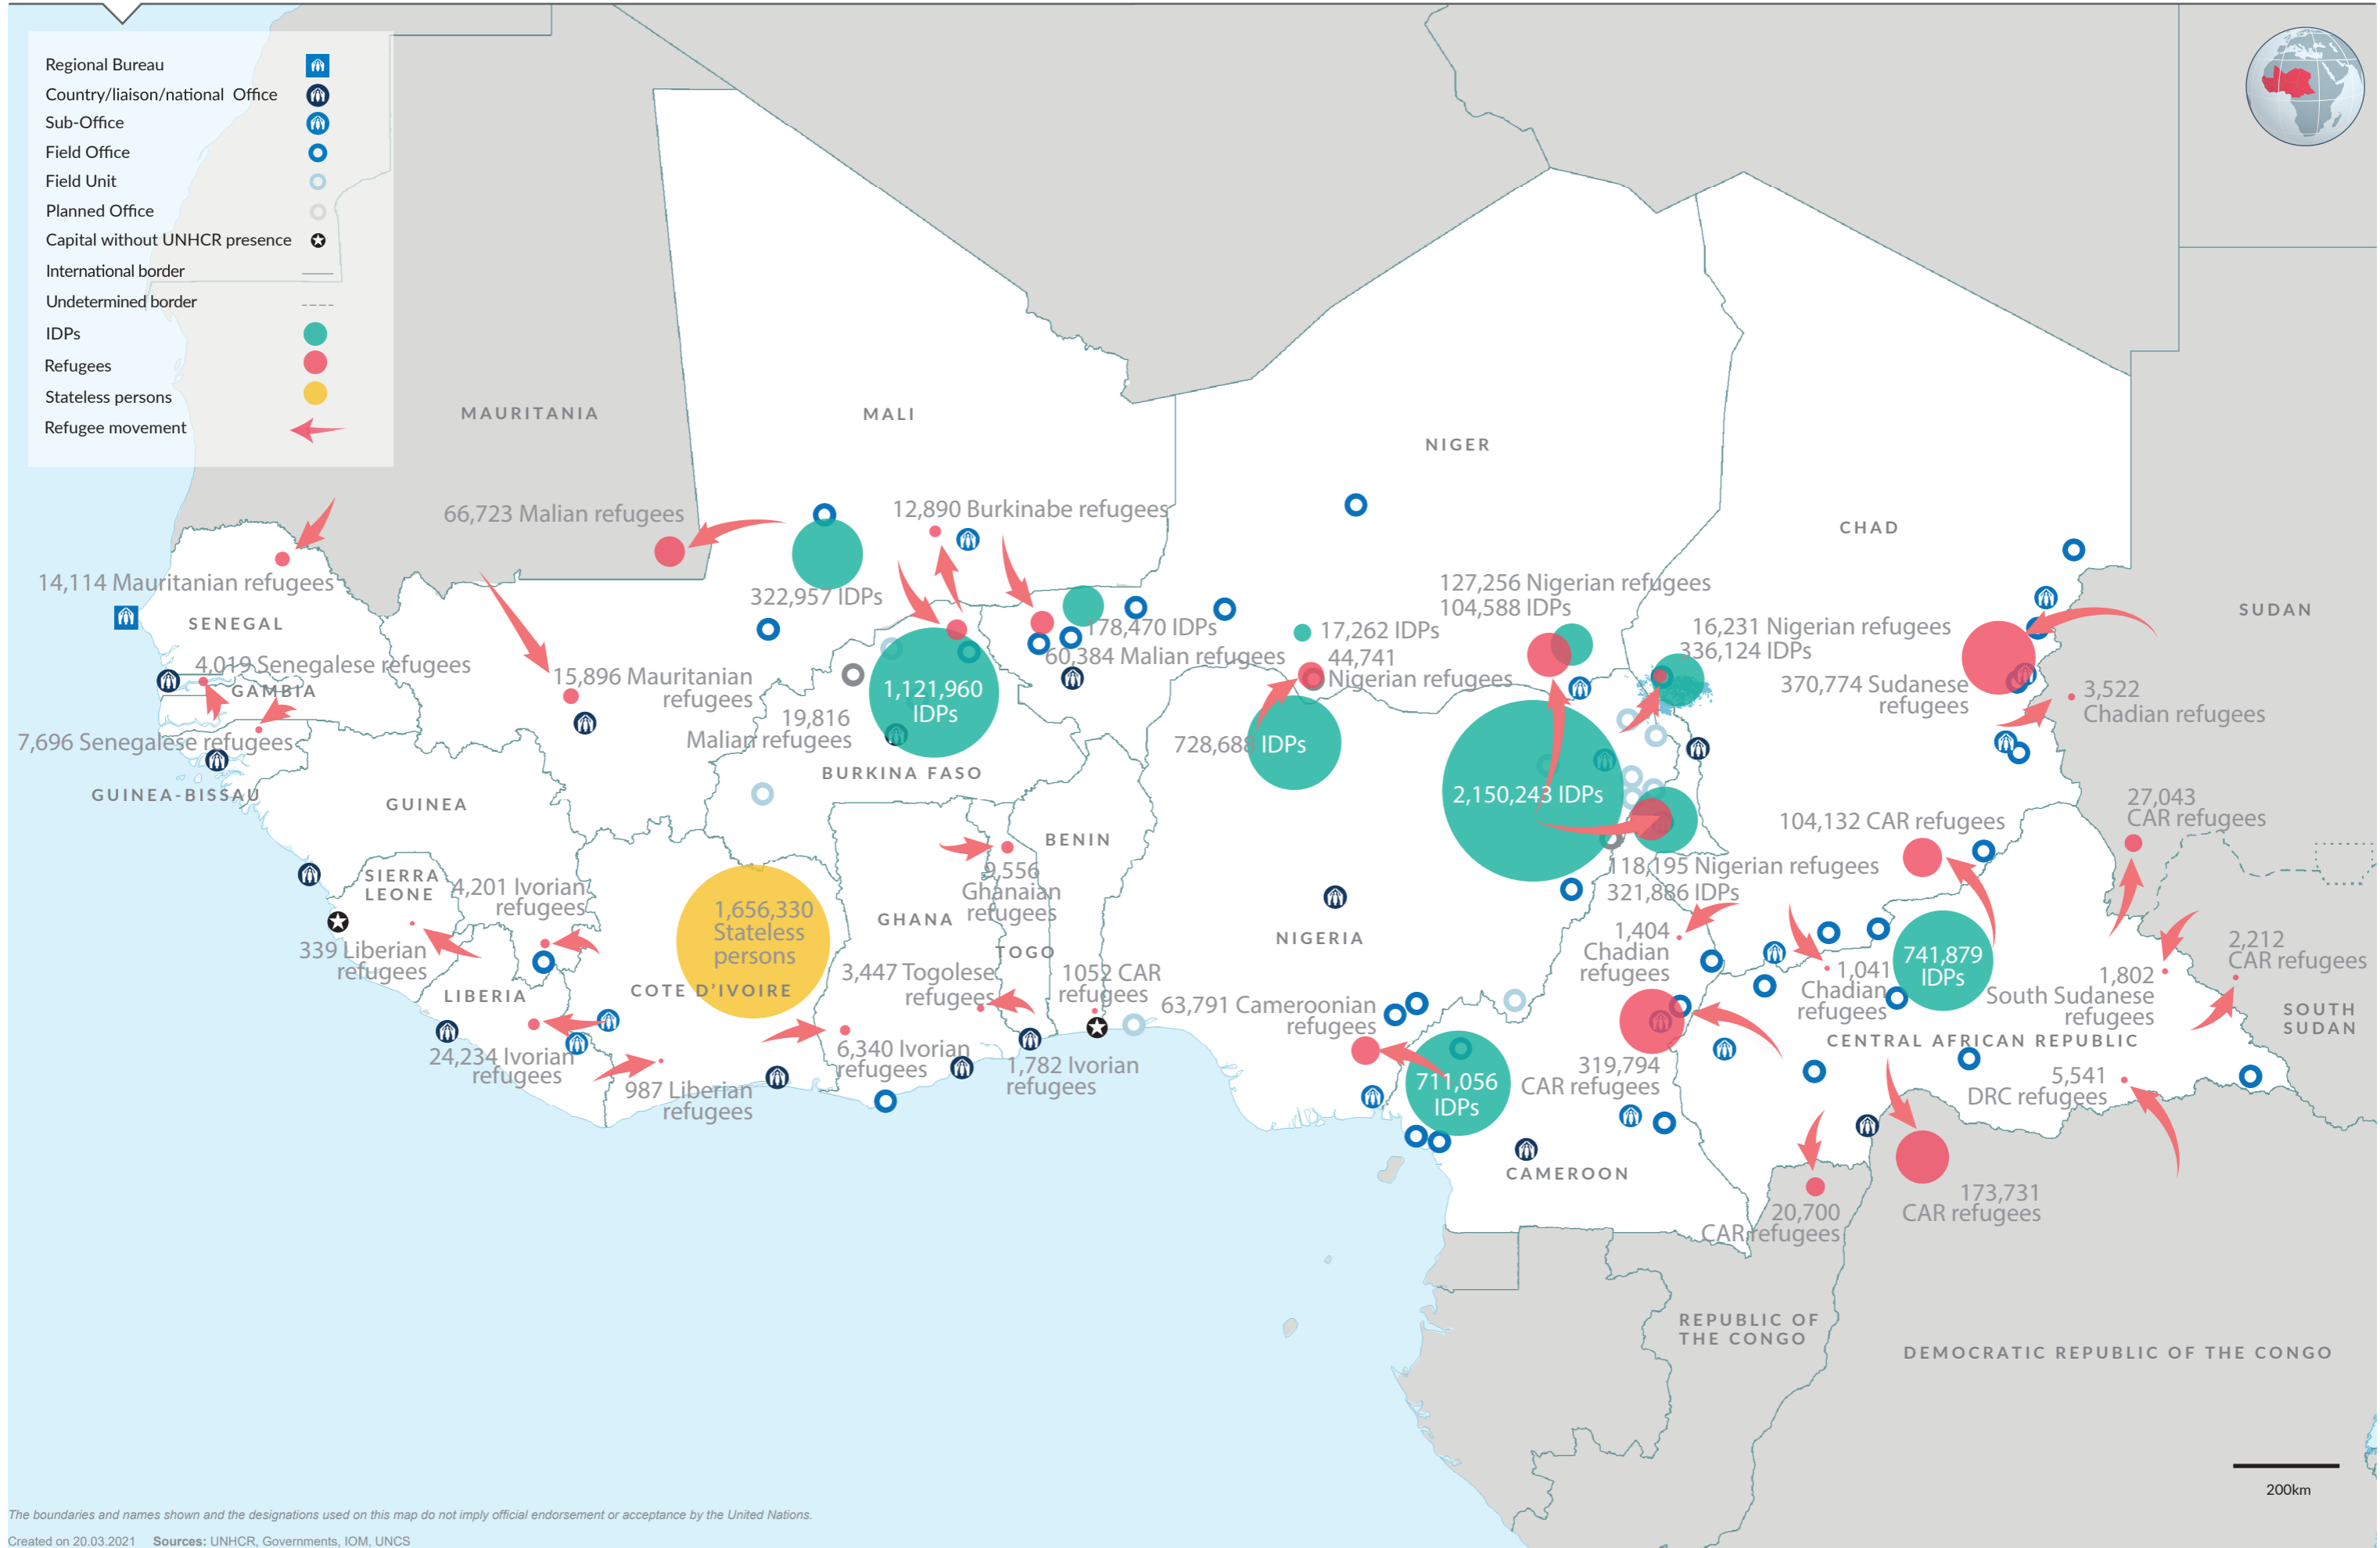 Regional Bureau
Country/liaison/national Office
Sub-Office
Field Office
Field Unit
Planned Office
Capital without UNHCR presence
International border
Undetermined border
IDPs
Refugees
Stateless persons
Refugee movement
MAURITANIA
MALI
NIGER
CHAD
SUDAN
66,723 Malian refugees
12,890 Burkinabe refugees
14,114 Mauritanian refugees
SENEGAL
322,957 IDPs
178,470 IDPs
60,384 Malian refugees
17,262 IDPs
44,741
Nigerian refugees
127,256 Nigerian refugees
104,588 IDPs
16,231 Nigerian refugees
336,124 IDPs
370,774 Sudanese
refugees
3,522
Chadian refugees
4,019 Senegalese refugees
GAMBIA
15,896 Mauritanian
refugees
1,121,960
IDPs
19,816
Malian refugees
7,696 Senegalese refugees
728,688 IDPs
BURKINA FASO
GUINEA-BISSAU
GUINEA
2,150,243 IDPs
27,043
CAR refugees
104,132 CAR refugees
BENIN
118,195 Nigerian refugees
321,886 IDPs
SIERRA
LEONE
4,201 Ivorian
refugees
9,556
Ghanaian
refugees
1,656,330
Stateless
persons
GHANA
NIGERIA
TOGO
1,404
Chadian
refugees
741,879
IDPs
2,212
CAR refugees
339 Liberian
refugees
3,447 Togolese
refugees
1052 CAR
refugees
1,041
Chadian
refugees
1,802
South Sudanese
refugees
LIBERIA
COTE D'IVOIRE
63,791 Cameroonian
refugees
SOUTH
SUDAN
CENTRAL AFRICAN REPUBLIC
24,234 Ivorian
refugees
6,340 Ivorian
refugees
1,782 Ivorian
refugees
987 Liberian
refugees
711,056
IDPs
319,794
CAR refugees
5,541
DRC refugees
CAMEROON
20,700
CAR refugees
173,731
CAR refugees
REPUBLIC OF
THE CONGO
DEMOCRATIC REPUBLIC OF THE CONGO
200km
The boundaries and names shown and the designations used on this map do not imply official endorsement or acceptance by the United Nations.
Created on 20.03.2021 Sources: UNHCR, Governments, IOM, UNCS